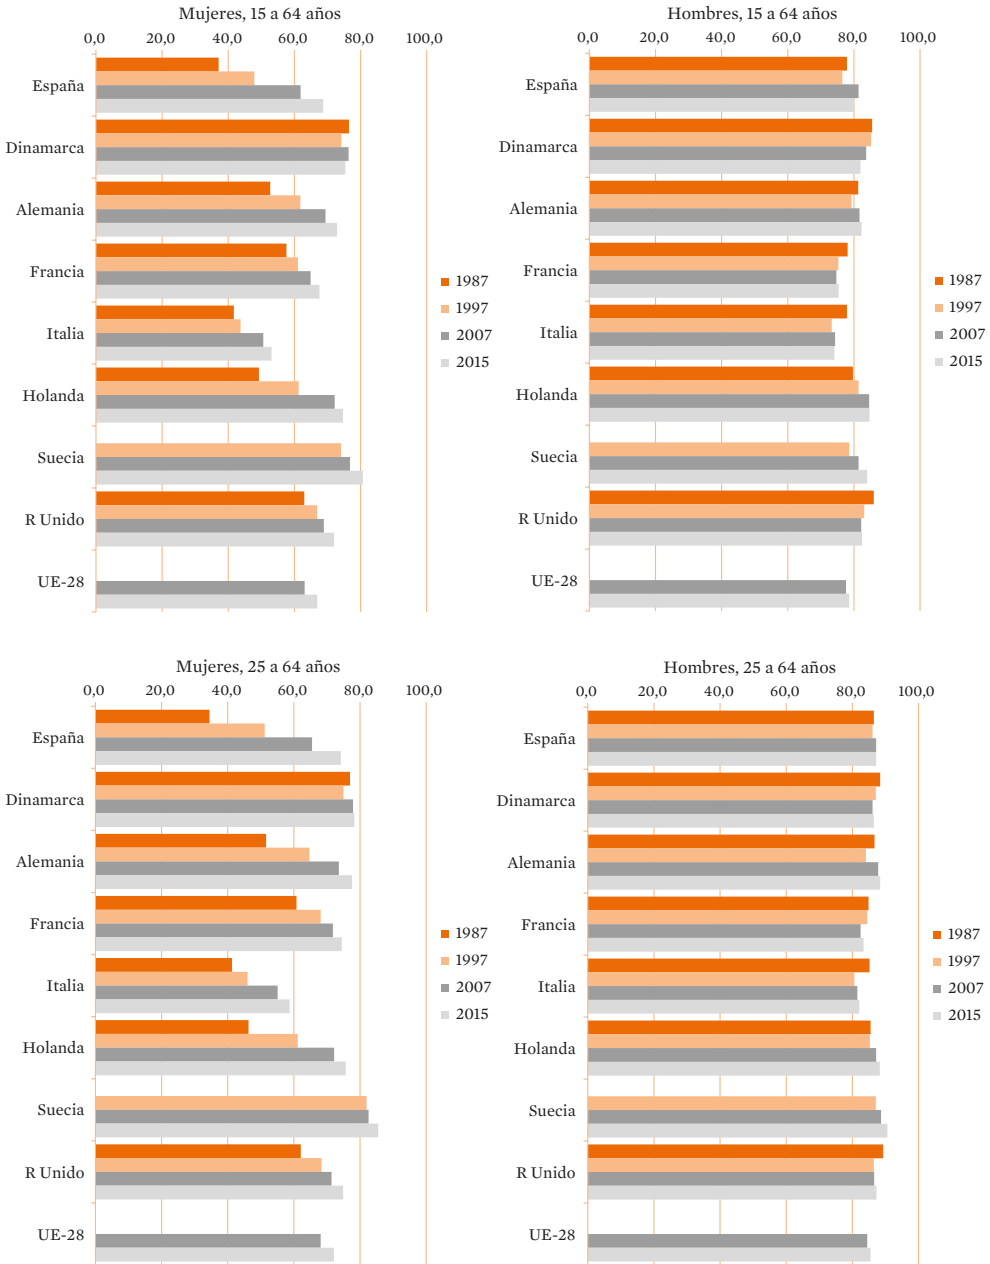 Mujeres, 15 a 64 años
0,0 20,0 40,0 60,0 80,0 100,0
España
Dinamarca
Alemania
Francia
Italia
Holanda
Suecia
R Unido
UE-28
1987
1997
2007
2015
Hombres, 15 a 64 años
0,0 20,0 40,0 60,0 80,0 100,0
España
Dinamarca
Alemania
Francia
Italia
Holanda
Suecia
R Unido
UE-28
1987
1997
2007
2015
Mujeres, 25 a 64 años
0,0 20,0 40,0 60,0 80,0 100,0
España
Dinamarca
Alemania
Francia
Italia
Holanda
Suecia
R Unido
UE-28
1987
1997
2007
2015
Hombres, 25 a 64 años
0,0 20,0 40,0 60,0 80,0 100,0
España
Dinamarca
Alemania
Francia
Italia
Holanda
Suecia
R Unido
UE-28
1987
1997
2007
2015